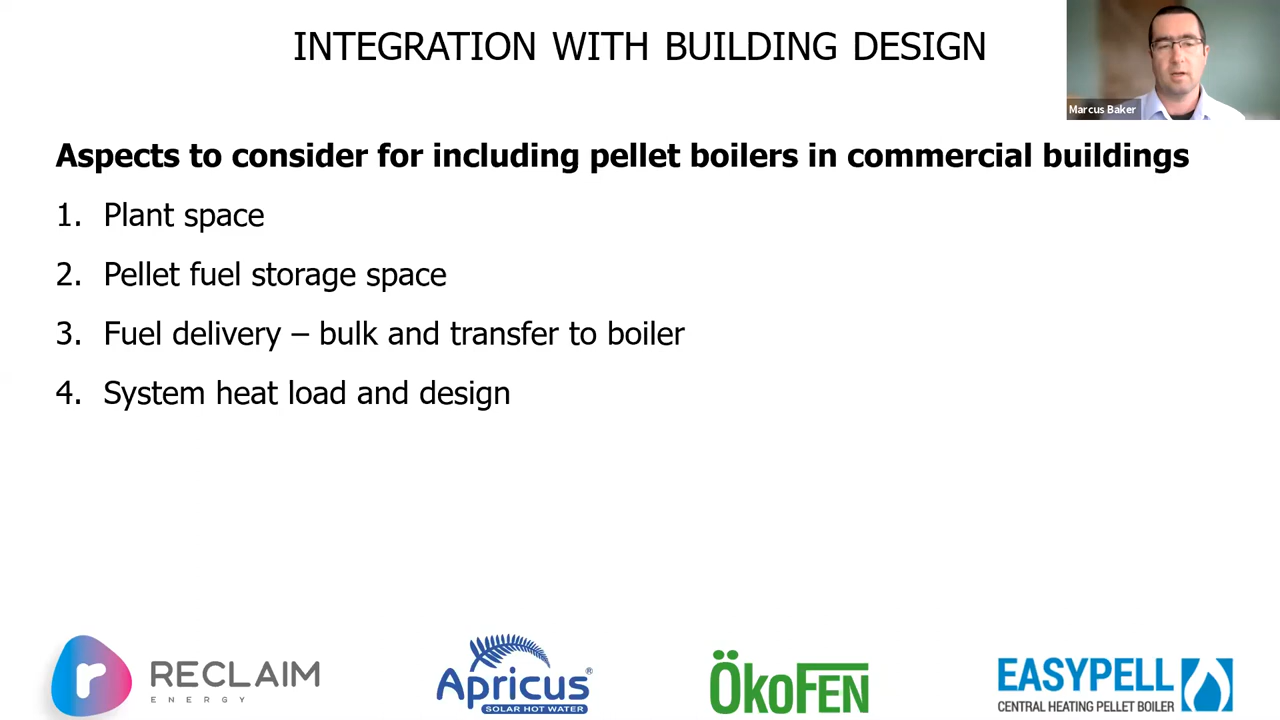 INTEGRATION WITH BUILDING DESIGN
Marcus Baker
Aspects to consider for including pellet boilers in commercial buildings
1. Plant space
2. Pellet fuel storage space
3. Fuel delivery – bulk and transfer to boiler
4. System heat load and design
r RECLAIM
ENERGY
Apricus®
SOLAR HOT WATER
ÖkoFEN
EASYPELL
CENTRAL HEATING PELLET BOILER